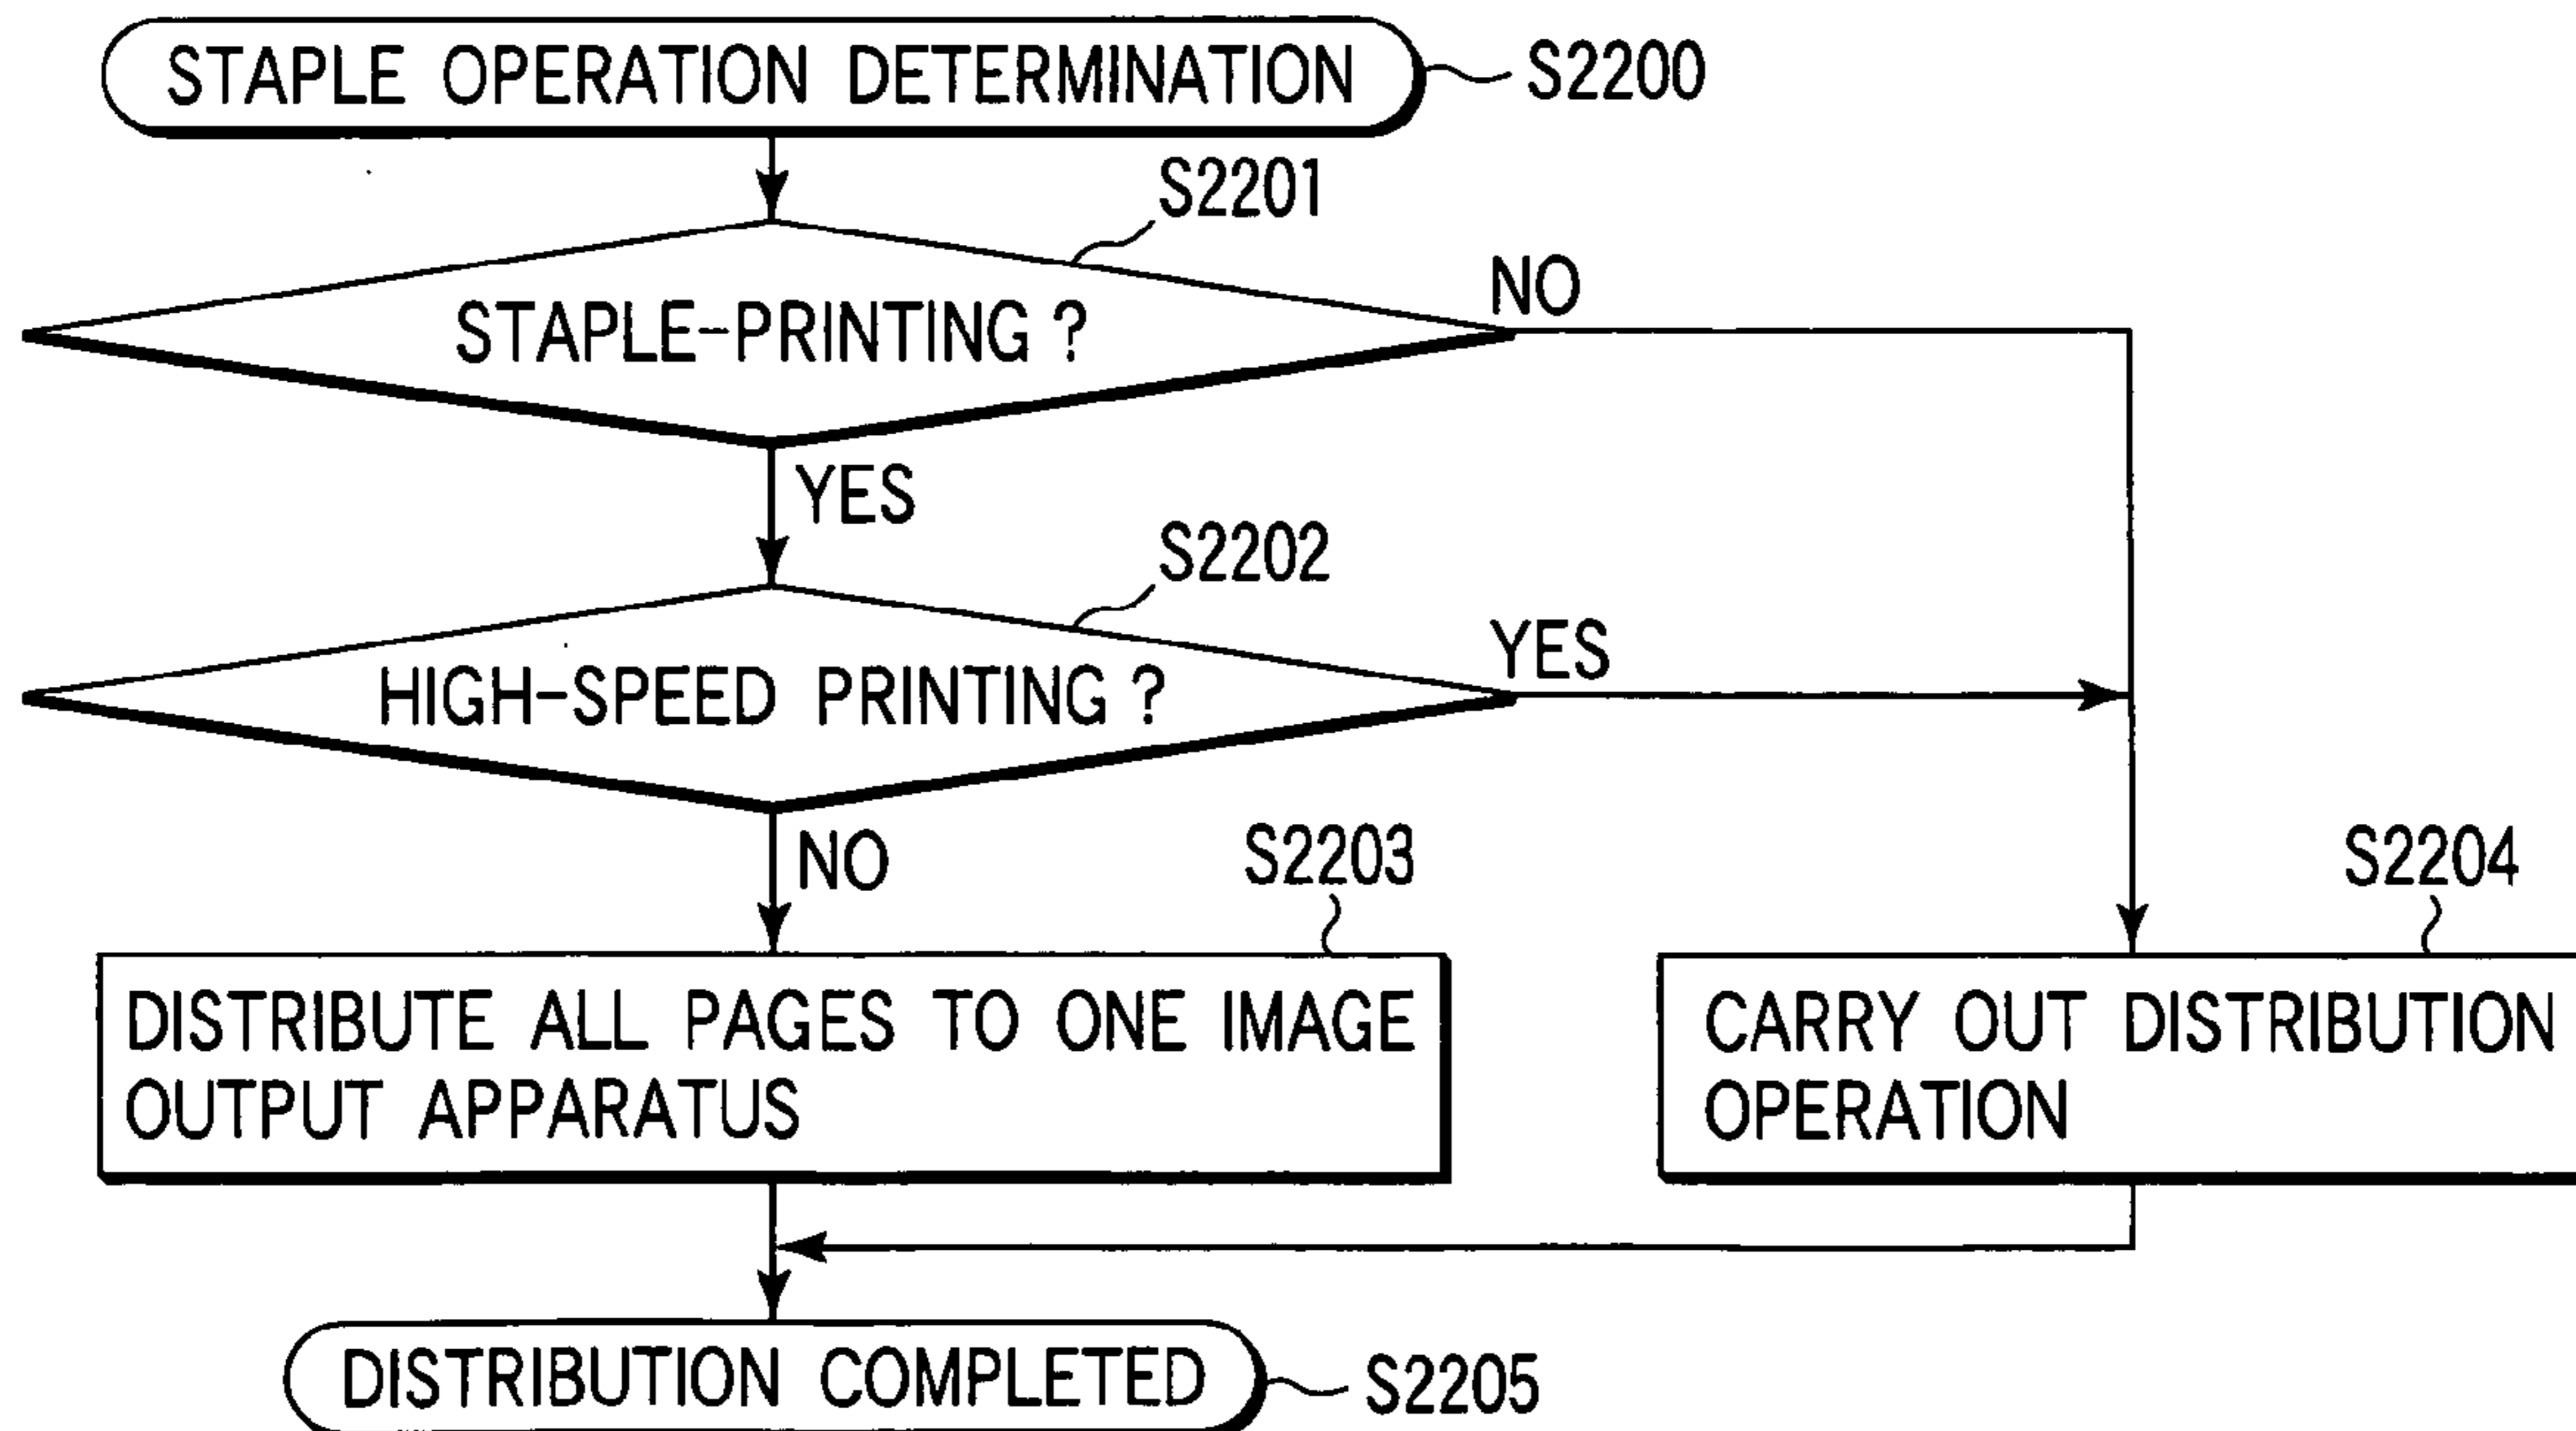 STAPLE OPERATION DETERMINATION
S2200
S2201
STAPLE-PRINTING ?
NO
YES
S2202
HIGH-SPEED PRINTING ?
YES
NO
S2203
DISTRIBUTE ALL PAGES TO ONE IMAGE
OUTPUT APPARATUS
S2204
CARRY OUT DISTRIBUTION
OPERATION
DISTRIBUTION COMPLETED
S2205